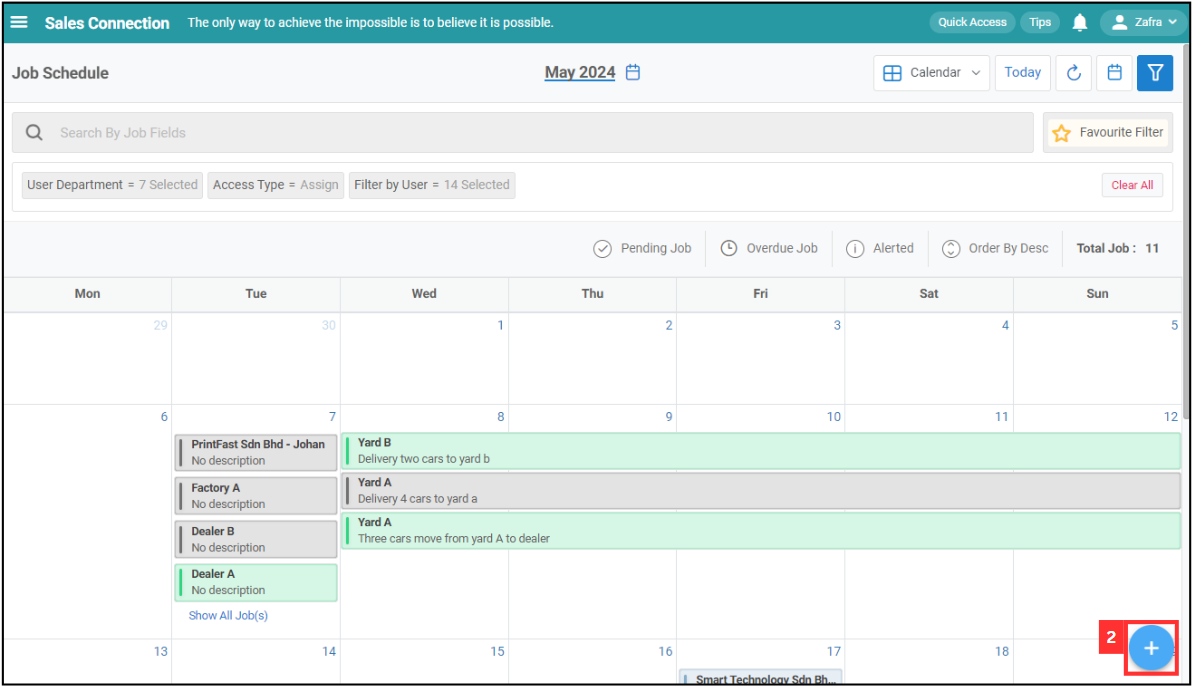 Sales Connection The only way to achieve the impossible is to believe it is possible. Quick Access Tips Zafra
Job Schedule May 2024 Calendar Today
Search By Job Fields Favourite Filter
User Department = 7 Selected Access Type = Assign Filter by User = 14 Selected Clear All
Pending Job Overdue Job Alerted Order By Desc Total Job : 11
Mon Tue Wed Thu Fri Sat Sun
29 30 1 2 3 4 5
6 7 8 9 10 11 12
PrintFast Sdn Bhd - Johan
No description
Factory A
No description
Dealer B
No description
Dealer A
No description
Show All Job(s)
Yard B
Delivery two cars to yard b
Yard A
Delivery 4 cars to yard a
Yard A
Three cars move from yard A to dealer
2
13 14 15 16 17 18
Smart Technology Sdn Bh...